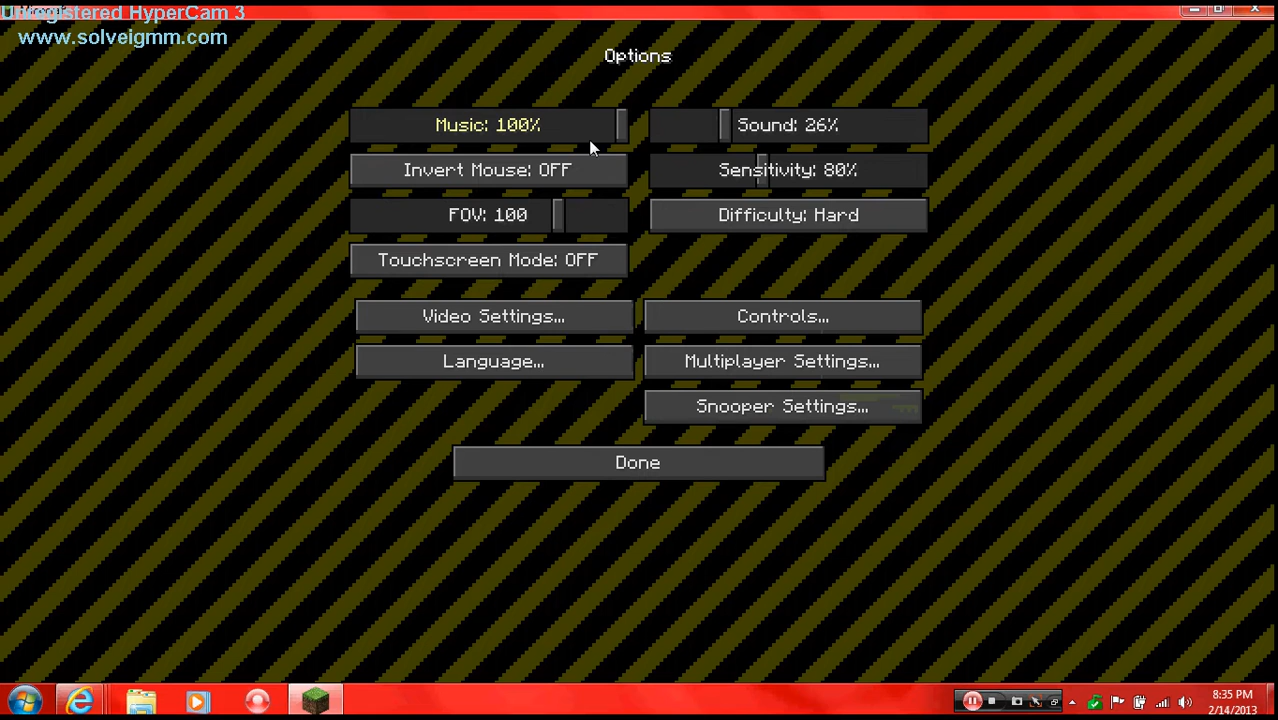 Unregistered HyperCam 3
www.solveigmm.com
Options
Music: 100%
Sound: 26%
Invert Mouse: OFF
Sensitivity: 80%
FOV: 100
Difficulty: Hard
Touchscreen Mode: OFF
Video Settings...
Controls...
Language...
Multiplayer Settings...
Snooper Settings...
Done
8:35 PM
2/14/2013